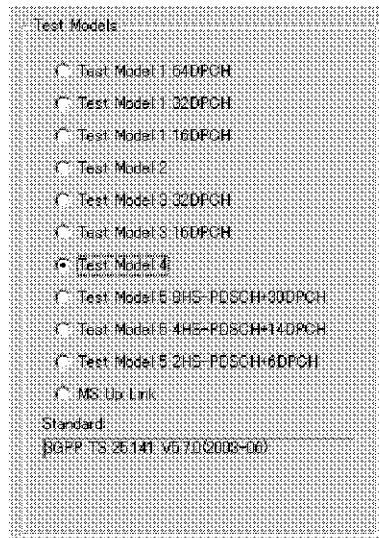 Test Models
Test Model 1 64DPCH
Test Model 1 32DPCH
Test Model 1 16DPCH
Test Model 2
Test Model 3 32DPCH
Test Model 3 16DPCH
Test Model 4
Test Model 5 8HS-PDSCH+30DPCH
Test Model 5 4HS-PDSCH+14DPCH
Test Model 5 2HS-PDSCH+6DPCH
MS Up Link
Standard:
3GPP TS 25.141 V5.7.0(2003-06)